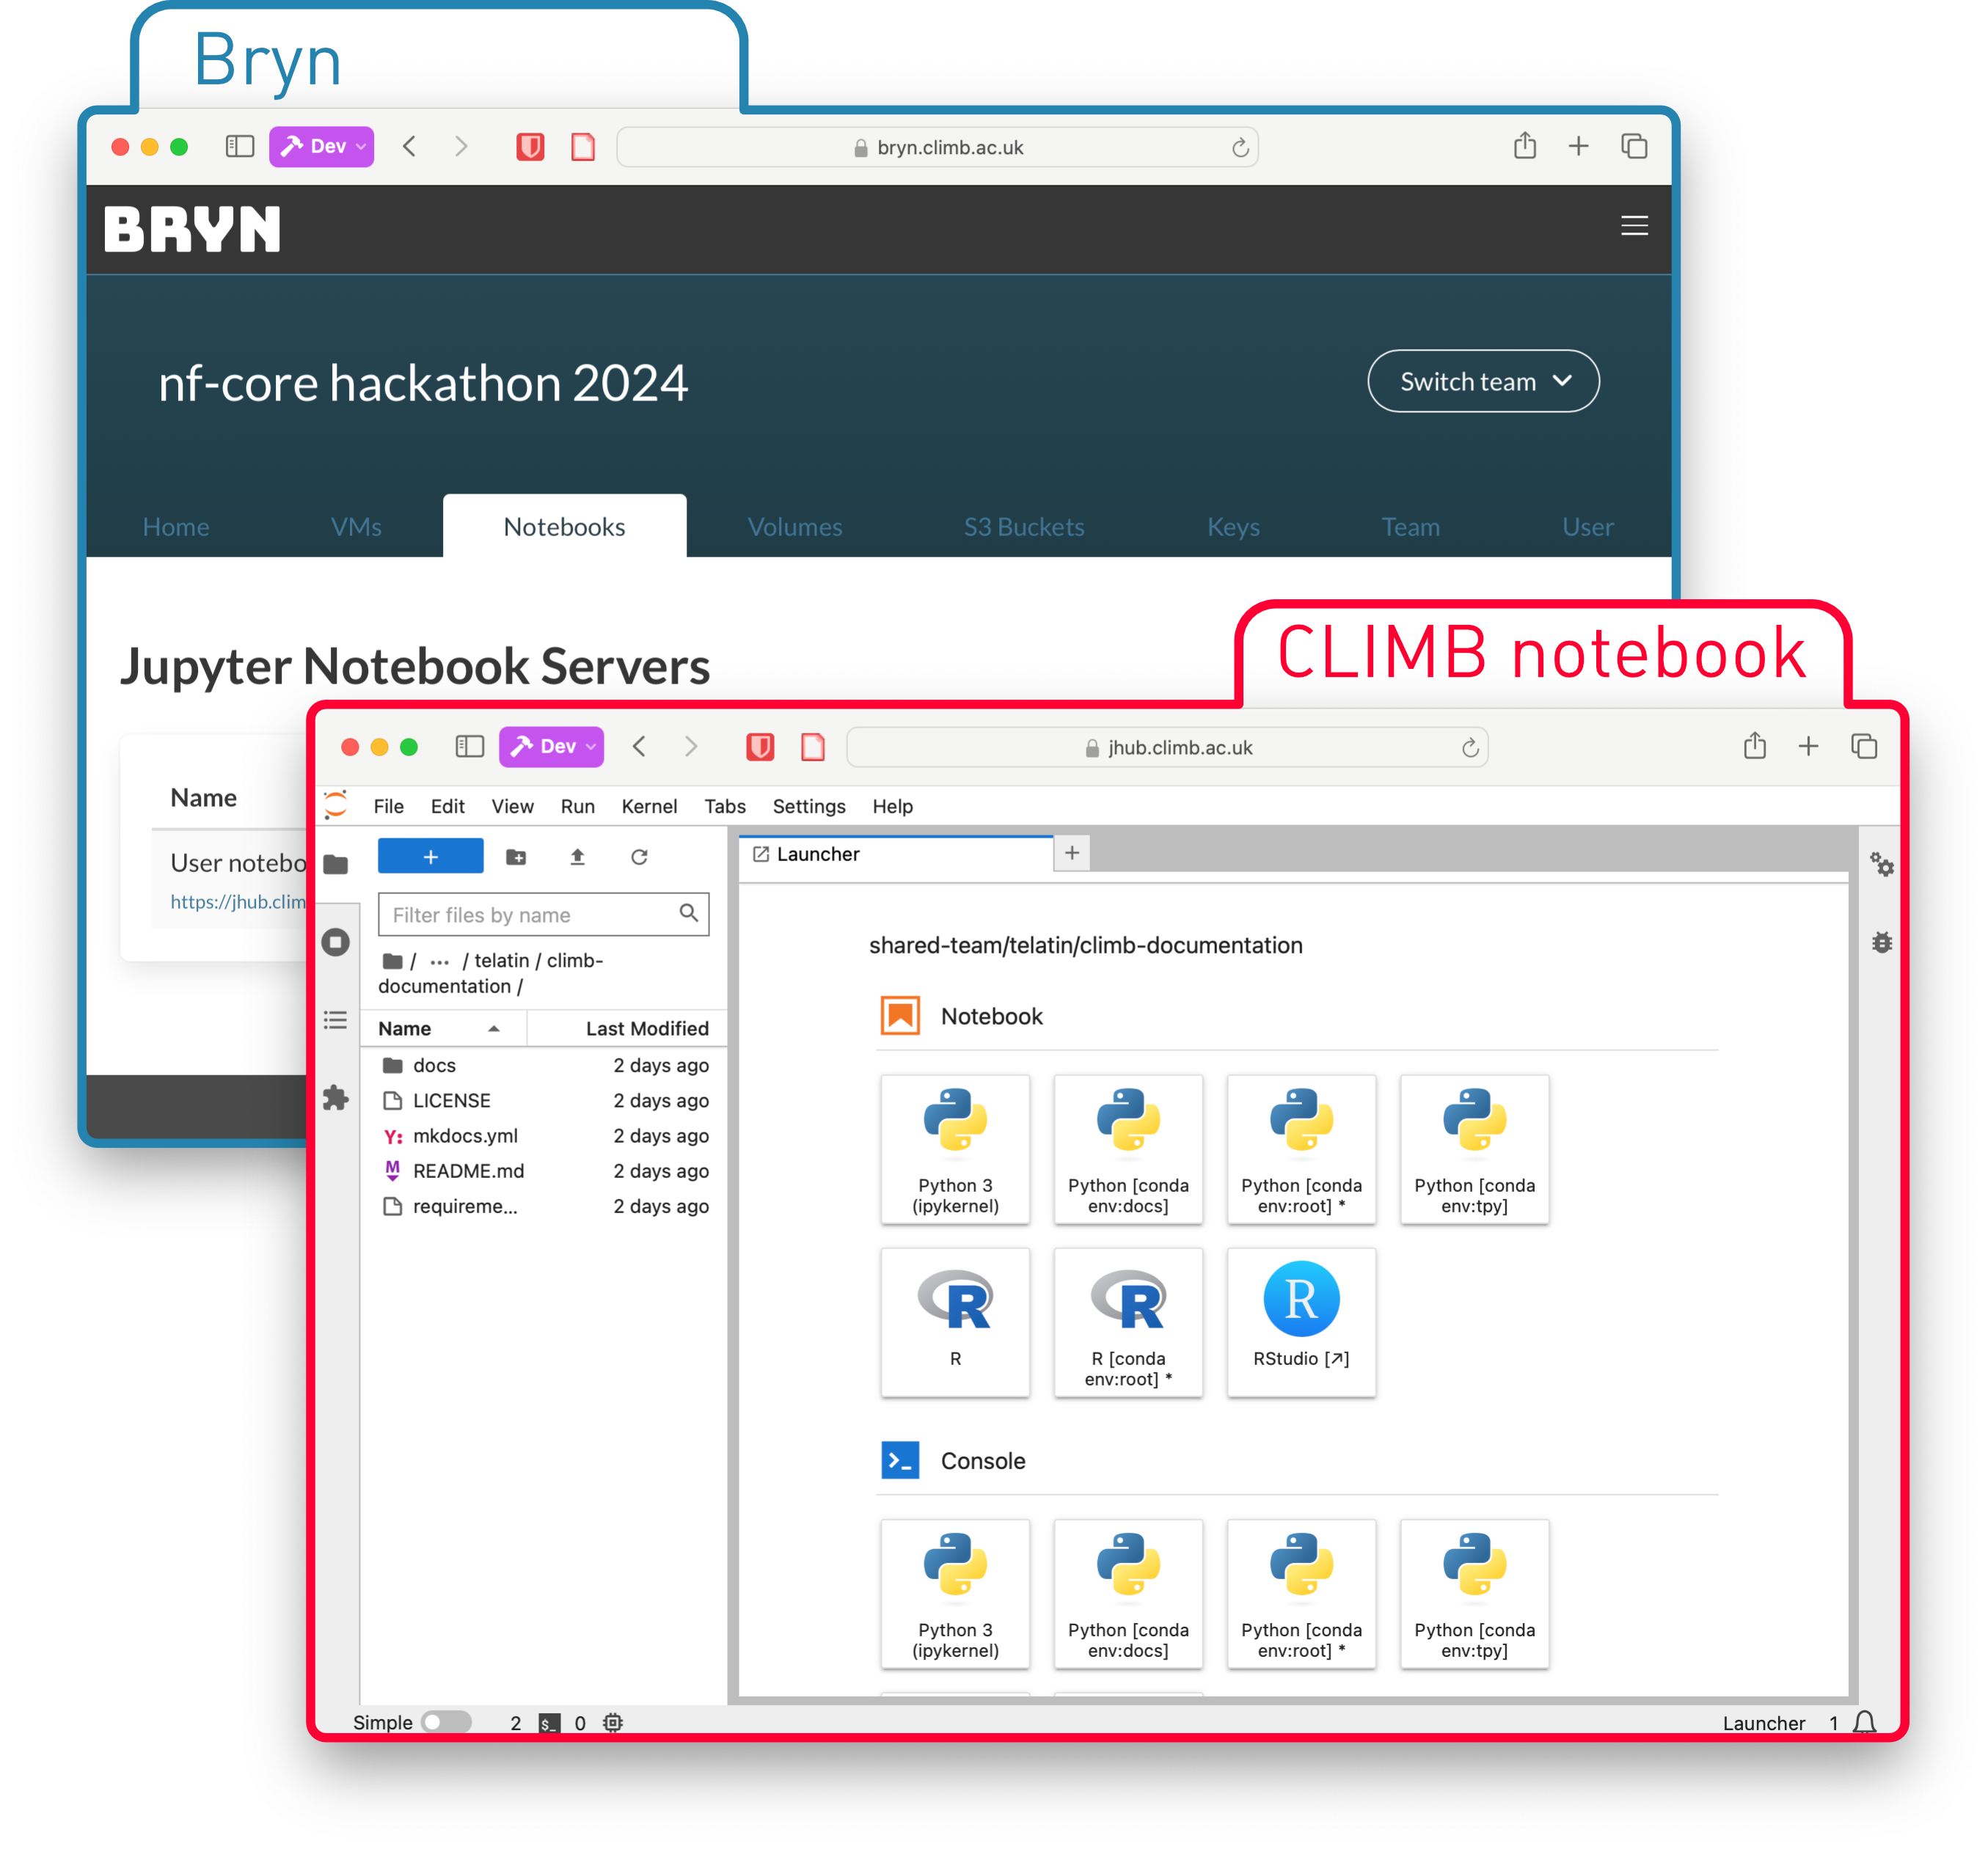 Bryn
Dev
bryn.climb.ac.uk
BRYN
nf-core hackathon 2024
Switch team
Home VMs Notebooks Volumes S3 Buckets Keys Team User
Jupyter Notebook Servers
Name
User notebo
https://jhub.clim
CLIMB notebook
Dev
jhub.climb.ac.uk
File Edit View Run Kernel Tabs Settings Help
+
Filter files by name
/ ··· / telatin / climb-
documentation /
Name Last Modified
docs 2 days ago
LICENSE 2 days ago
Y: mkdocs.yml 2 days ago
M README.md 2 days ago
requireme... 2 days ago
Launcher +
shared-team/telatin/climb-documentation
Notebook
Python 3
(ipykernel)
Python [conda
env:docs]
Python [conda
env:root] *
Python [conda
env:tpy]
R
R
R
R [conda
env:root] *
R
RStudio [↗]
>_ Console
Python 3
(ipykernel)
Python [conda
env:docs]
Python [conda
env:root] *
Python [conda
env:tpy]
Simple 2 $_ 0
Launcher 1